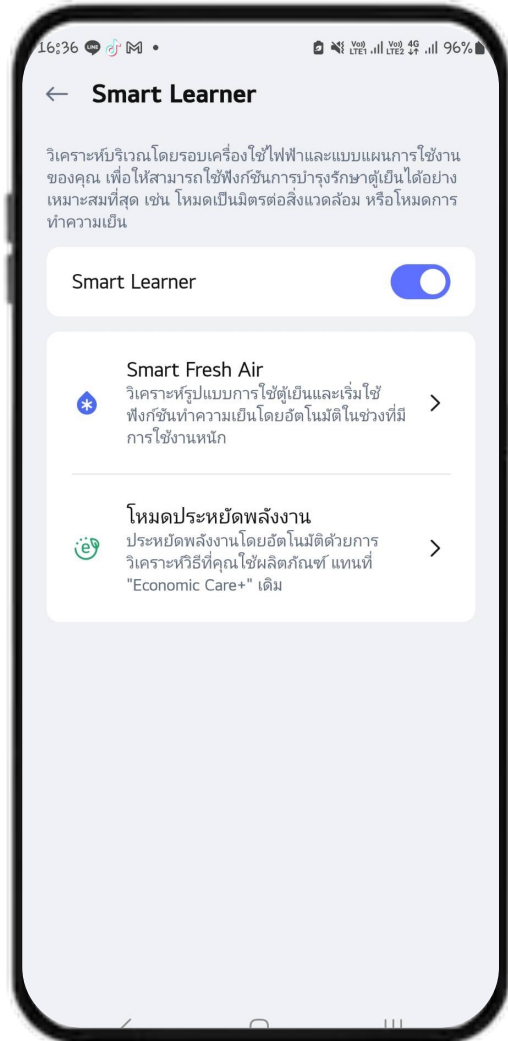 16:36
Vo)) LTE1 Vo)) LTE2 4G 96%
Smart Learner
วิเคราะห์บริเวณโดยรอบเครื่องใช้ไฟฟ้าและแบบแผนการใช้งาน
ของคุณ เพื่อให้สามารถใช้ฟังก์ชันการบำรุงรักษาตู้เย็นได้อย่าง
เหมาะสมที่สุด เช่น โหมดเป็นมิตรต่อสิ่งแวดล้อม หรือโหมดการ
ทำความเย็น
Smart Learner
Smart Fresh Air
วิเคราะห์รูปแบบการใช้ตู้เย็นและเริ่มใช้
ฟังก์ชันทำความเย็นโดยอัตโนมัติในช่วงที่มี
การใช้งานหนัก
โหมดประหยัดพลังงาน
ประหยัดพลังงานโดยอัตโนมัติด้วยการ
วิเคราะห์วิธีที่คุณใช้ผลิตภัณฑ์ แทนที่
"Economic Care+" เดิม